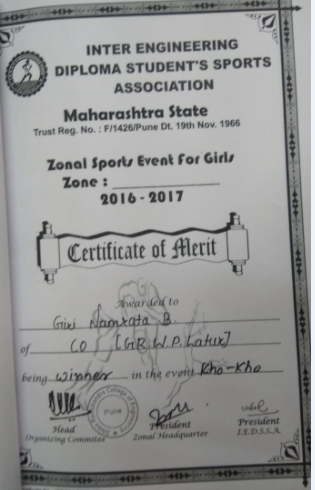 INTER ENGINEERING
DIPLOMA STUDENT'S SPORTS
ASSOCIATION
Maharashtra State
Trust Reg. No. : F/1426/Pune Dt. 19th Nov. 1966
Zonal Sports Event For Girls
Zone :
2016 - 2017
Certificate of Merit
Awarded to
Giri Namrata B.
of CO [GR W.P. Latur]
being winner in the event Kho-Kho
Head
Organizing Committee
Pune
President
Zonal Headquarter
President
I.E.D.S.S.A.